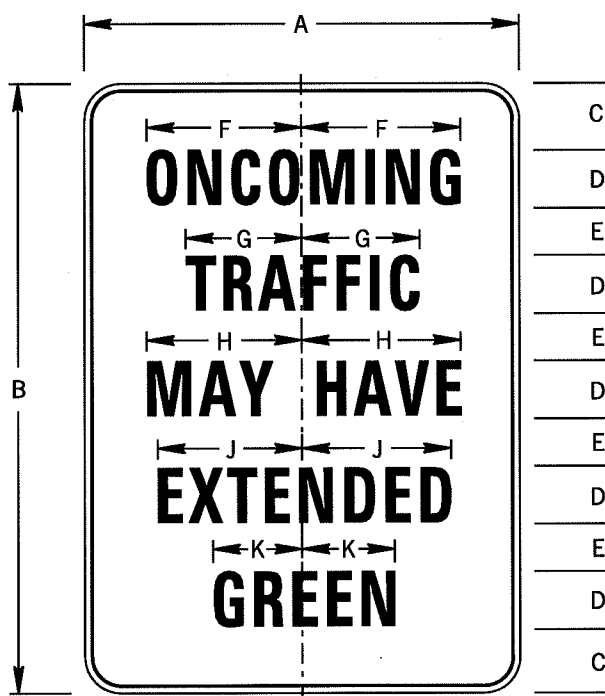 A
C
F F
ONCOMING
D
E
G G
TRAFFIC
D
H H
E
B
MAY HAVE
D
J J
E
EXTENDED
D
K K
E
GREEN
D
C